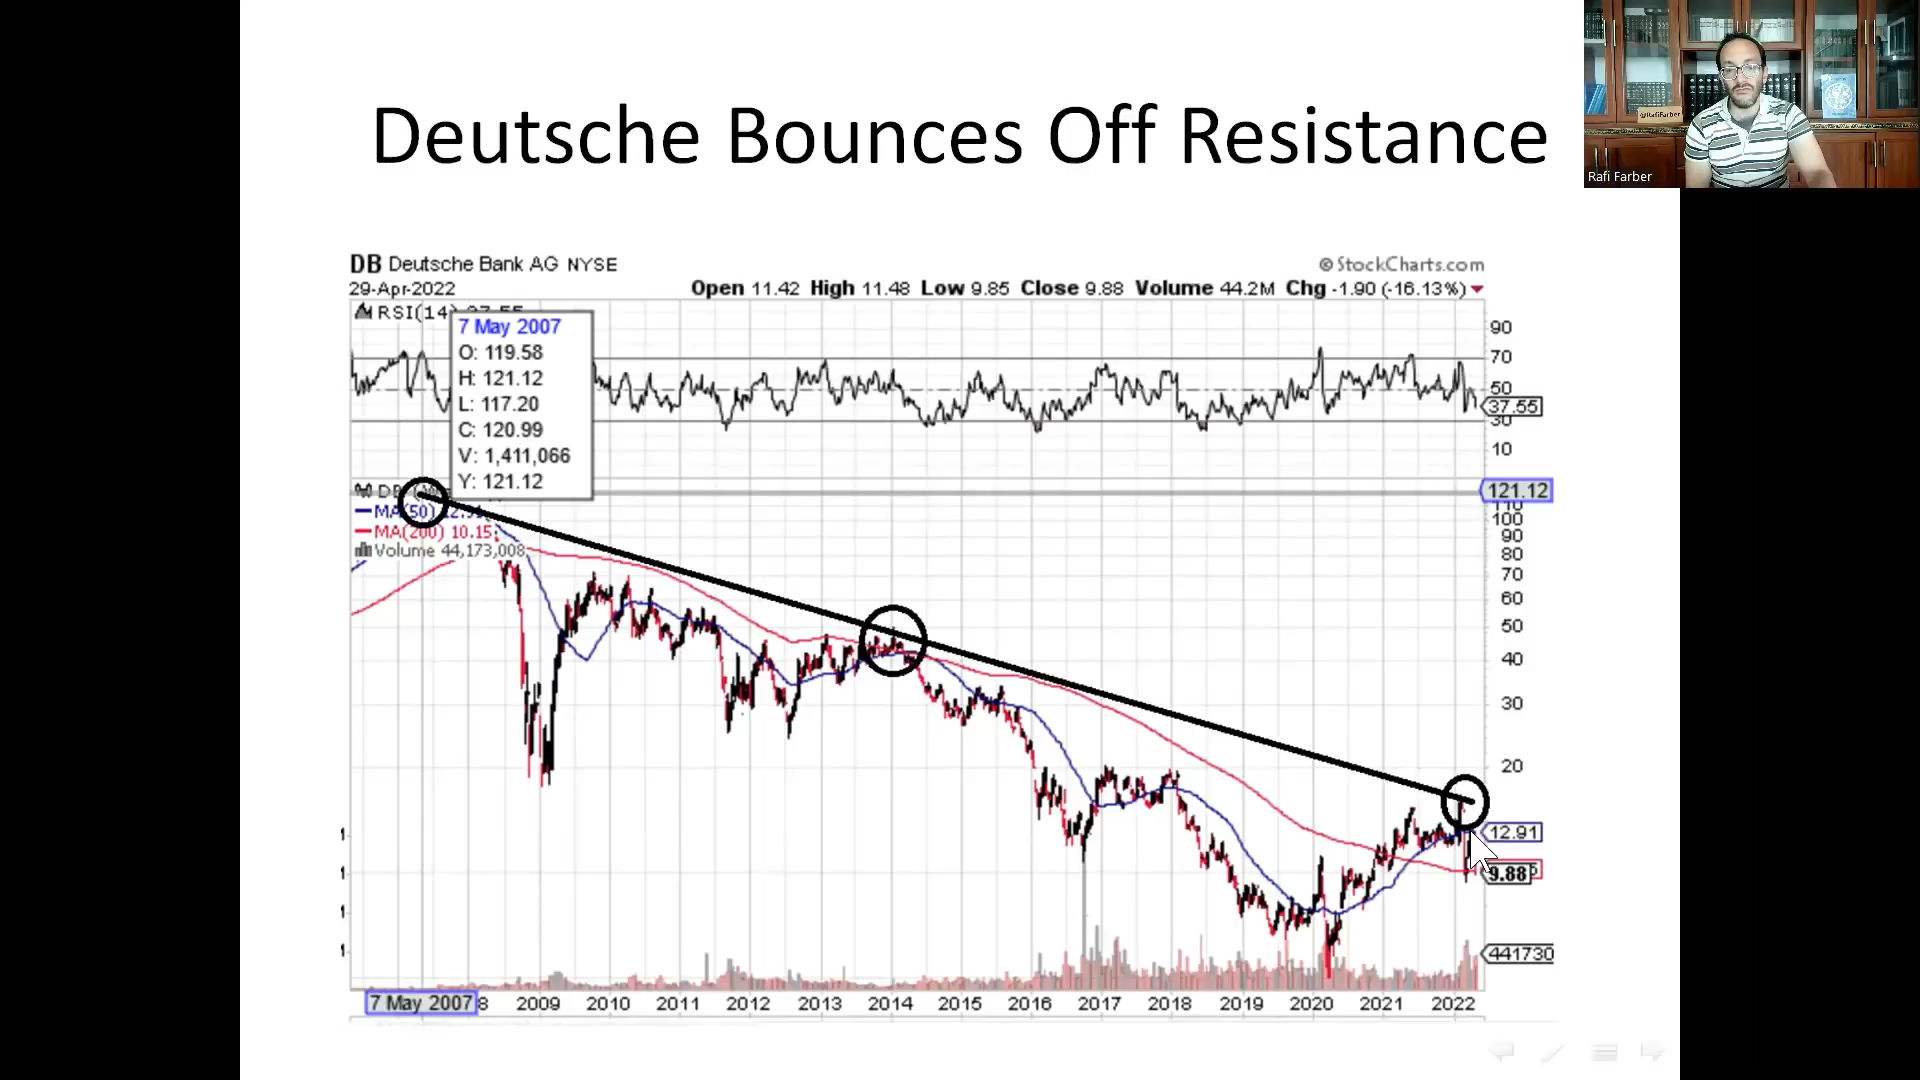 Deutsche Bounces Off Resistance
@RafiFarber
Rafi Farber
DB Deutsche Bank AG NYSE
© StockCharts.com
29-Apr-2022
Open 11.42 High 11.48 Low 9.85 Close 9.88 Volume 44.2M Chg -1.90 (-16.13%)
RSI(14) 37.55
7 May 2007
O: 119.58
H: 121.12
L: 117.20
C: 120.99
V: 1,411,066
Y: 121.12
90
70
50
37.55
30
10
DB
MA(50) 12.91
MA(200) 10.15
Volume 44,173,008
121.12
110
100
90
80
70
60
50
40
30
20
12.91
9.88
441730
7 May 2007 8 2009 2010 2011 2012 2013 2014 2015 2016 2017 2018 2019 2020 2021 2022